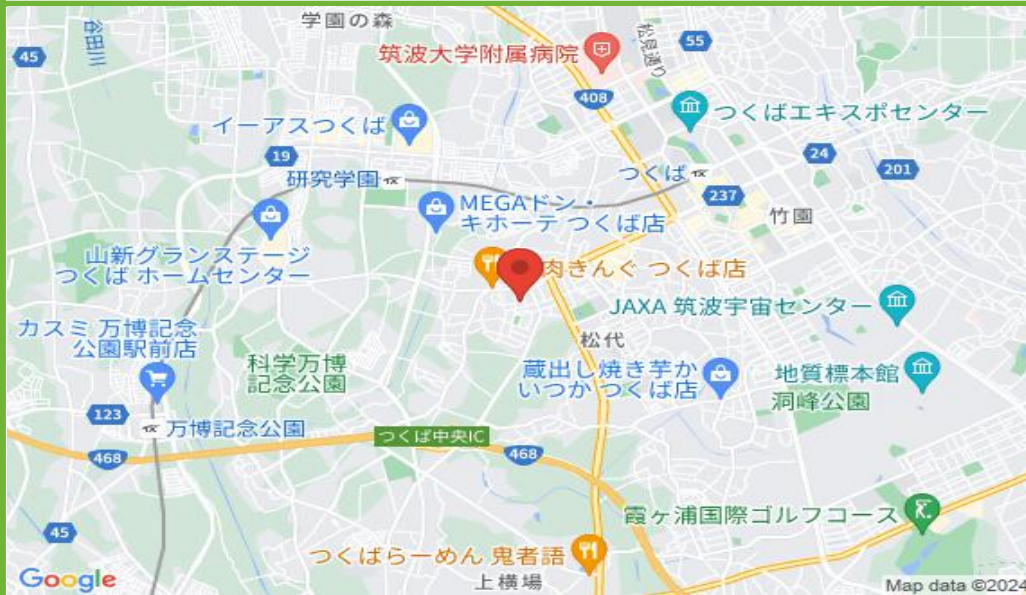 学園の森
45
谷田川
筑波大学附属病院
松見通り
55
408
つくばエキスポセンター
イーアスつくば
19
研究学園
つくば
24
201
237
MEGAドン・
キホーテ つくば店
竹園
山新グランステージ
つくば ホームセンター
肉きんぐ つくば店
JAXA 筑波宇宙センター
カスミ 万博記念
公園駅前店
松代
科学万博
記念公園
蔵出し焼き芋か
いつか つくば店
地質標本館
洞峰公園
123
万博記念公園
つくば中央IC
468
468
45
霞ヶ浦国際ゴルフコース
つくばらーめん 鬼者語
上横場
Google
Map data ©2024